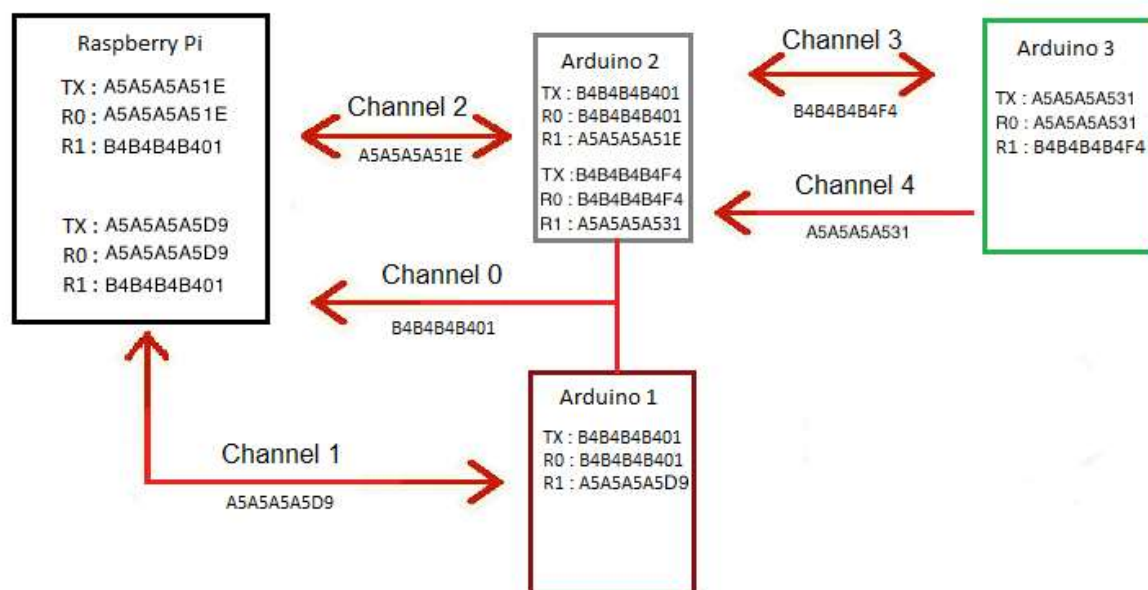 Raspberry Pi
TX : A5A5A5A51E
R0 : A5A5A5A51E
R1 : B4B4B4B401
TX : A5A5A5A5D9
R0 : A5A5A5A5D9
R1 : B4B4B4B401
Channel 2
A5A5A5A51E
Arduino 2
TX : B4B4B4B401
R0 : B4B4B4B401
R1 : A5A5A5A51E
TX : B4B4B4B4F4
R0 : B4B4B4B4F4
R1 : A5A5A5A531
Channel 3
B4B4B4B4F4
Channel 4
A5A5A5A531
Arduino 3
TX : A5A5A5A531
R0 : A5A5A5A531
R1 : B4B4B4B4F4
Channel 0
B4B4B4B401
Channel 1
A5A5A5A5D9
Arduino 1
TX : B4B4B4B401
R0 : B4B4B4B401
R1 : A5A5A5A5D9